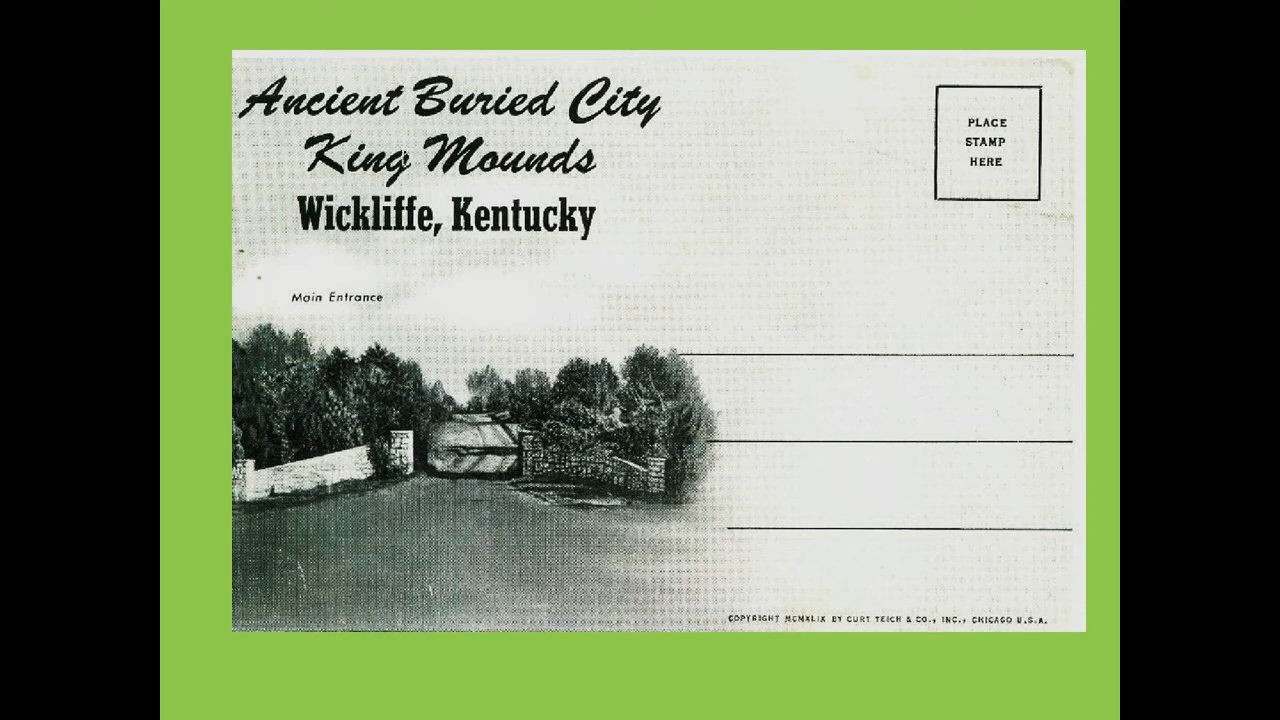 Ancient Buried City
King Mounds
Wickliffe, Kentucky
PLACE
STAMP
HERE
Main Entrance
COPYRIGHT MCMXLIX BY CURT TEICH & CO., INC., CHICAGO U.S.A.